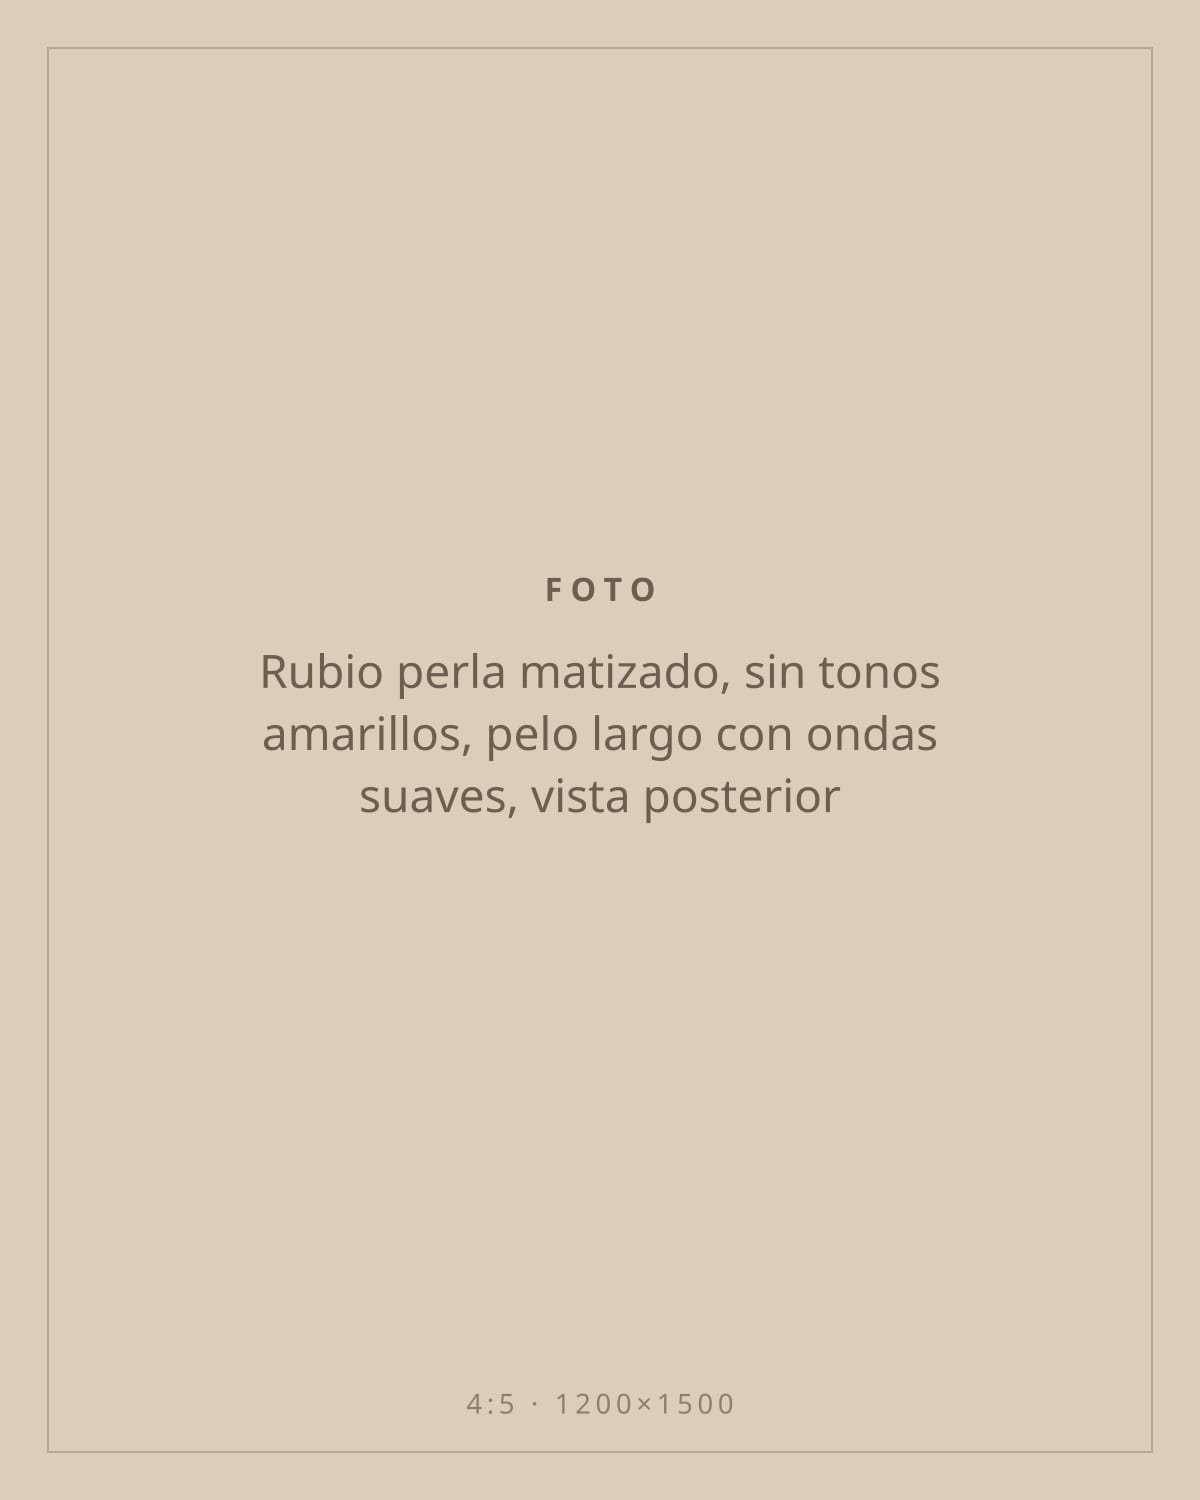 FOTO
Rubio perla matizado, sin tonos
amarillos, pelo largo con ondas
suaves, vista posterior
4:5 · 1200×1500